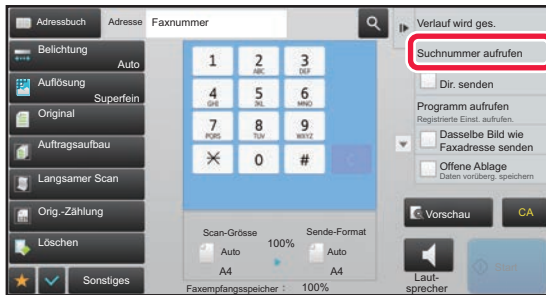 Adressbuch
Adresse
Faxnummer
Belichtung
Auto
Auflösung
Superfein
Original
Auftragsaufbau
Langsamer Scan
Orig.-Zählung
Löschen
Sonstiges
1
2
ABC
3
DEF
4
GHI
5
JKL
6
MNO
7
PQRS
8
TUV
9
WXYZ
0
#
C
Scan-Grösse
100%
Sende-Format
Auto
A4
Auto
A4
Faxempfangsspeicher : 100%
Verlauf wird ges.
Suchnummer aufrufen
Dir. senden
Programm aufrufen
Registrierte Einst. aufrufen.
Dasselbe Bild wie
Faxadresse senden
Offene Ablage
Daten vorüberg. speichern
Vorschau
CA
Laut-
sprecher
Start